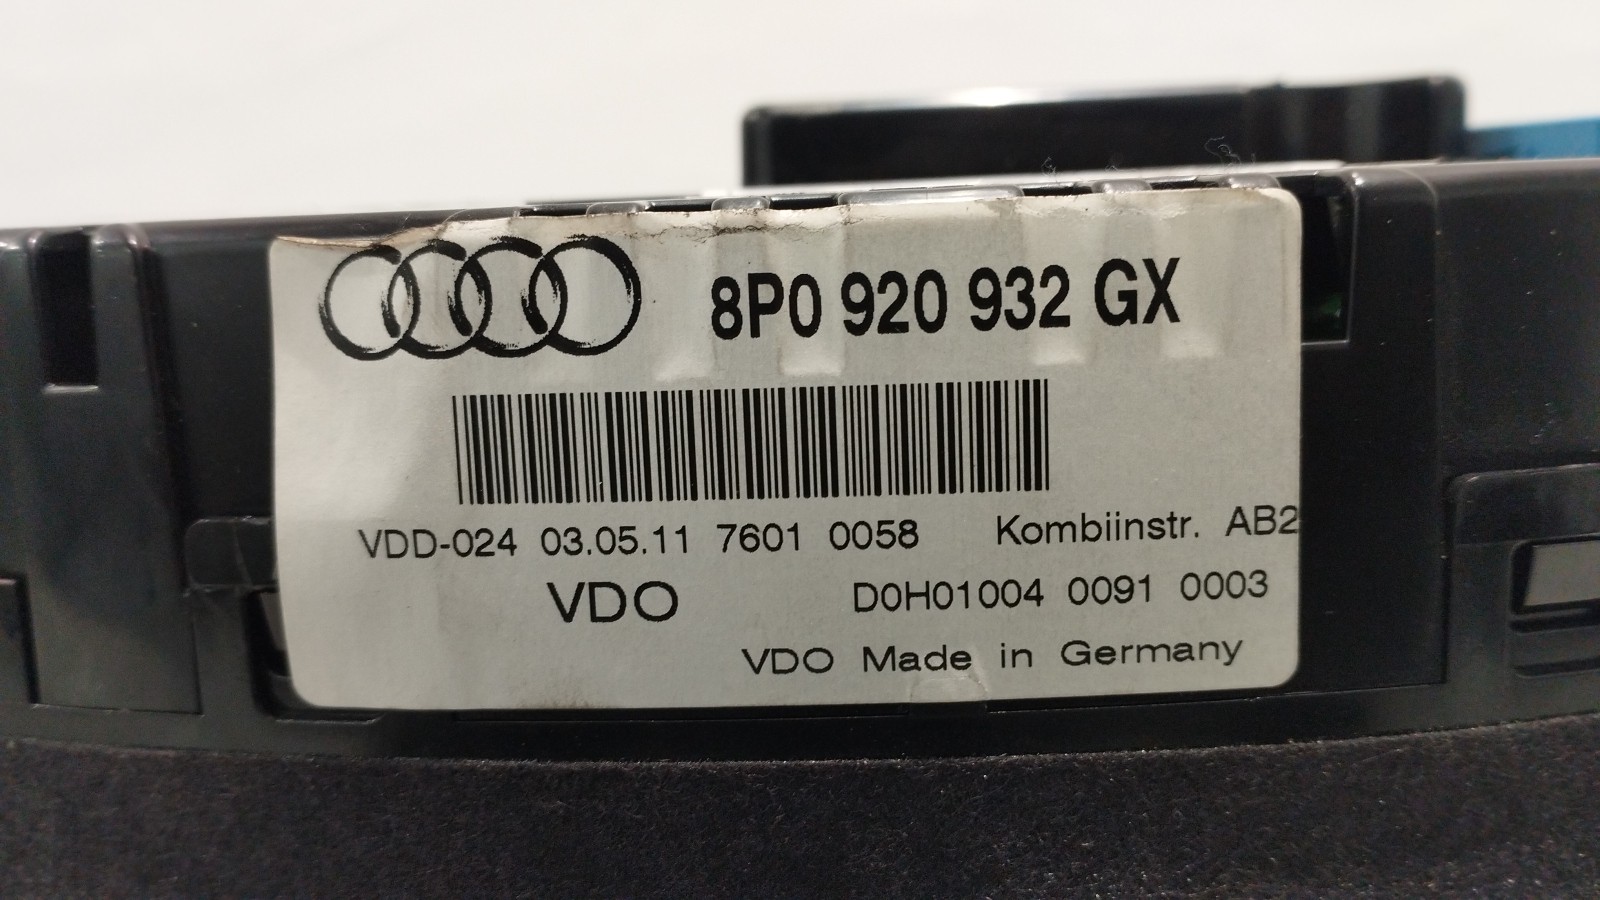 8P0 920 932 GX
VDD-024 03.05.11 7601 0058 Kombiinstr. AB2
VDO D0H01004 0091 0003
VDO Made in Germany